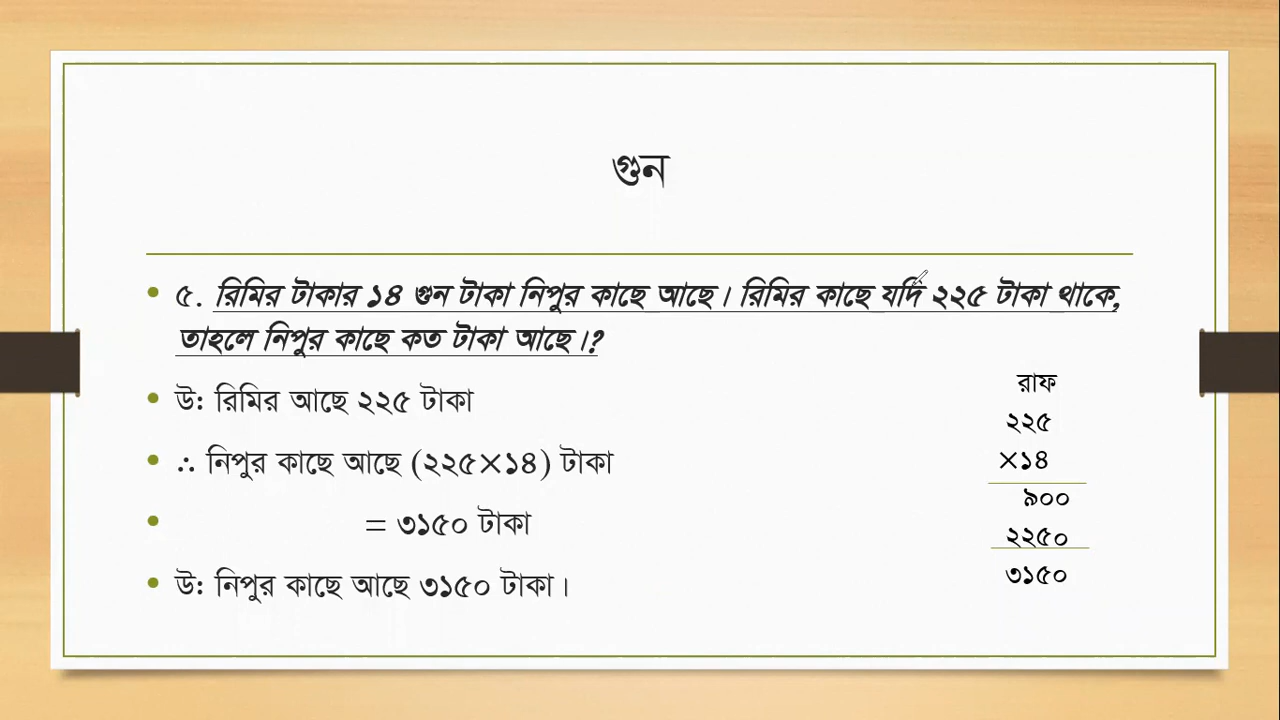 গুন
৫. রিমির টাকার ১৪ গুন টাকা নিপুর কাছে আছে। রিমির কাছে যদি ২২৫ টাকা থাকে,
তাহলে নিপুর কাছে কত টাকা আছে।?
উ: রিমির আছে ২২৫ টাকা
∴ নিপুর কাছে আছে (২২৫×১৪) টাকা
= ৩১৫০ টাকা
উ: নিপুর কাছে আছে ৩১৫০ টাকা।
রাফ
২২৫
×১৪
৯০০
২২৫০
৩১৫০